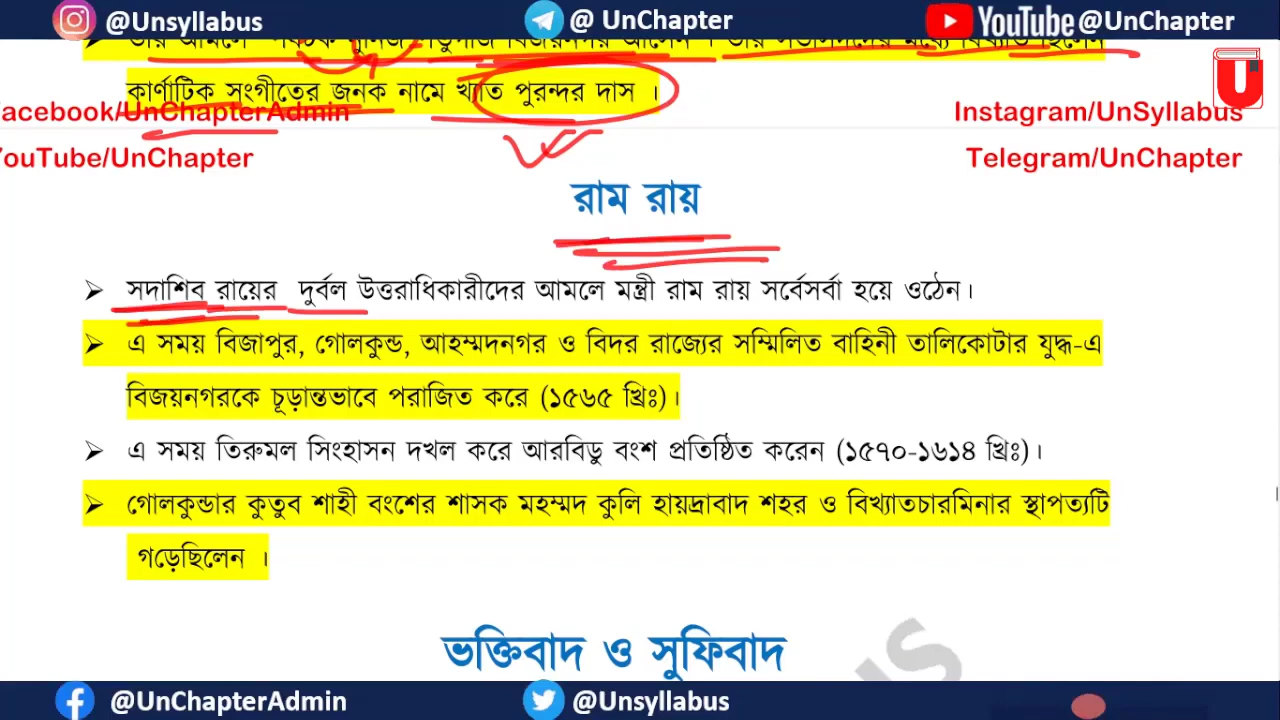 @Unsyllabus @ UnChapter YouTube @UnChapter
কার্ণাটিক সংগীতের জনক নামে খ্যাত পুরন্দর দাস ।
acebook/UnChapterAdmin Instagram/UnSyllabus
YouTube/UnChapter Telegram/UnChapter
রাম রায়
➢ সদাশিব রায়ের দুর্বল উত্তরাধিকারীদের আমলে মন্ত্রী রাম রায় সর্বেসর্বা হয়ে ওঠেন।
➢ এ সময় বিজাপুর, গোলকুন্ড, আহম্মদনগর ও বিদর রাজ্যের সম্মিলিত বাহিনী তালিকোটার যুদ্ধ-এ
বিজয়নগরকে চূড়ান্তভাবে পরাজিত করে (১৫৬৫ খ্রিঃ)।
➢ এ সময় তিরুমল সিংহাসন দখল করে আরবিডু বংশ প্রতিষ্ঠিত করেন (১৫৭০-১৬১৪ খ্রিঃ)।
➢ গোলকুন্ডার কুতুব শাহী বংশের শাসক মহম্মদ কুলি হায়দ্রাবাদ শহর ও বিখ্যাতচারমিনার স্থাপত্যটি
গড়েছিলেন ।
ভক্তিবাদ ও সুফিবাদ
@UnChapterAdmin @Unsyllabus